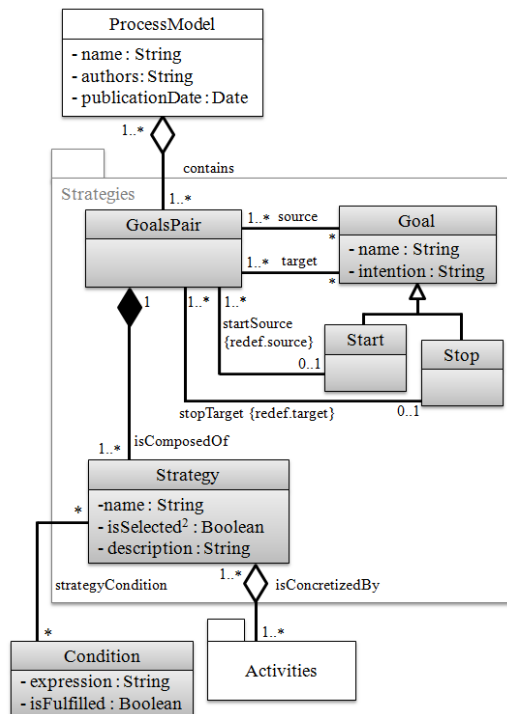 ProcessModel
- name : String
- authors : String
- publicationDate : Date
1..*
contains
1..*
Strategies
GoalsPair
1..* source
*
Goal
- name : String
- intention : String
1..* target
*
1
1..*
1..*
startSource
{redef.source}
0..1
Start
Stop
stopTarget {redef.target}
0..1
isComposedOf
1..*
Strategy
-name : String
- isSelected² : Boolean
- description : String
*
strategyCondition
1..*
isConcretizedBy
*
1..*
Condition
- expression : String
- isFulfilled : Boolean
Activities